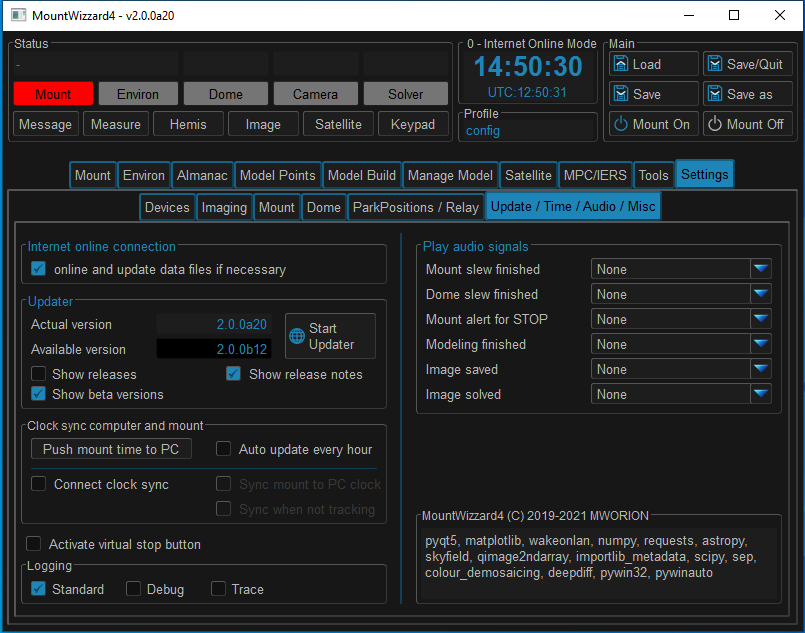 MountWizzard4 - v2.0.0a20
Status
-
Mount Environ Dome Camera Solver
Message Measure Hemis Image Satellite Keypad
0 - Internet Online Mode
14:50:30
UTC:12:50:31
Profile
config
Main
Load Save/Quit
Save Save as
Mount On Mount Off
Mount Environ Almanac Model Points Model Build Manage Model Satellite MPC/IERS Tools Settings
Devices Imaging Mount Dome ParkPositions / Relay Update / Time / Audio / Misc
Internet online connection
online and update data files if necessary
Updater
Actual version 2.0.0a20
Available version 2.0.0b12
Start
Updater
Show releases Show release notes
Show beta versions
Clock sync computer and mount
Push mount time to PC Auto update every hour
Connect clock sync Sync mount to PC clock
Sync when not tracking
Activate virtual stop button
Logging
Standard Debug Trace
Play audio signals
Mount slew finished None
Dome slew finished None
Mount alert for STOP None
Modeling finished None
Image saved None
Image solved None
MountWizzard4 (C) 2019-2021 MWORION
pyqt5, matplotlib, wakeonlan, numpy, requests, astropy,
skyfield, qimage2ndarray, importlib_metadata, scipy, sep,
colour_demosaicing, deepdiff, pywin32, pywinauto